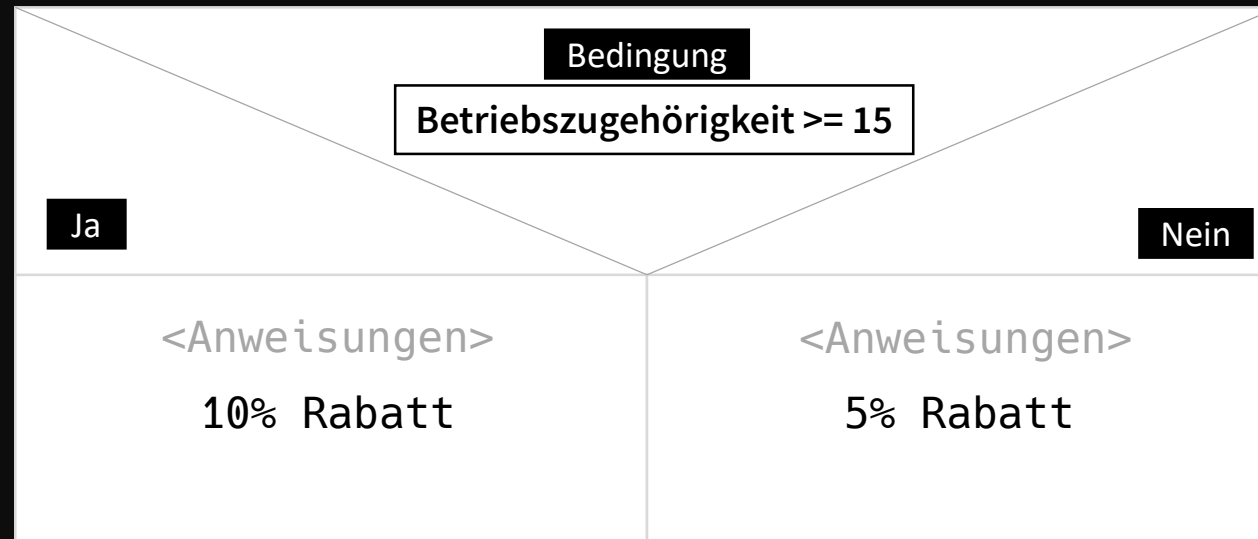 Bedingung
Betriebszugehörigkeit >= 15
Ja
Nein
<Anweisungen>
<Anweisungen>
10% Rabatt
5% Rabatt